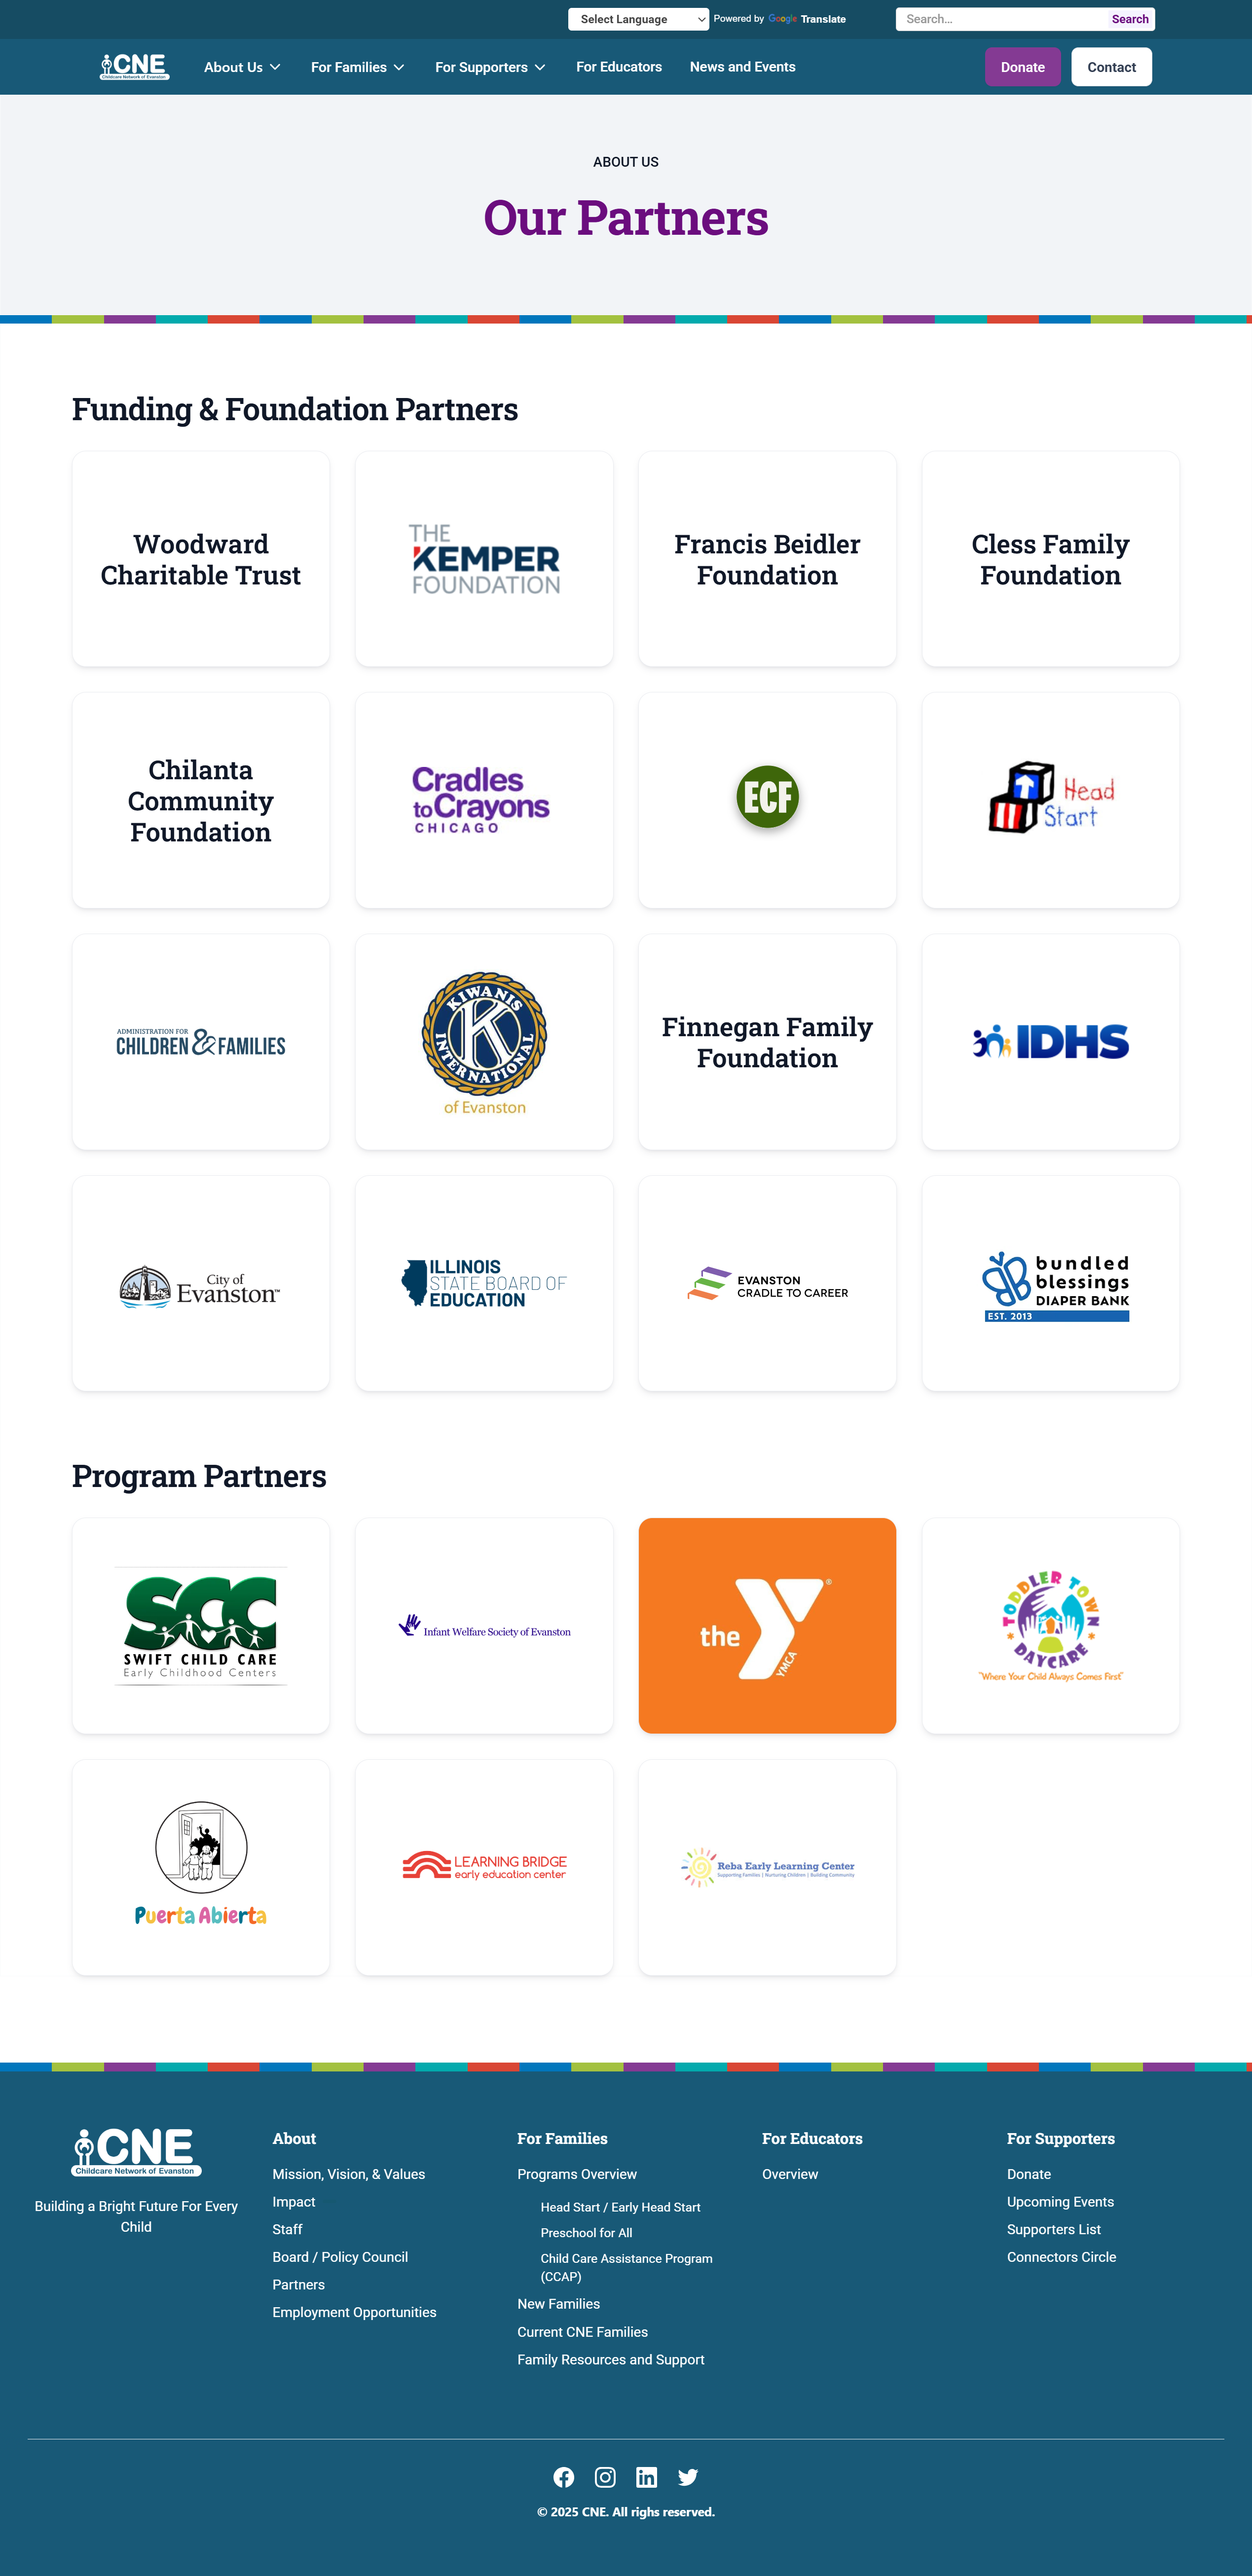 Select Language
Powered by Google Translate
Search...
Search
CNE
Childcare Network of Evanston
About Us
For Families
For Supporters
For Educators
News and Events
Donate
Contact
ABOUT US
Our Partners
Funding & Foundation Partners
Woodward
Charitable Trust
THE
KEMPER
FOUNDATION
Francis Beidler
Foundation
Cless Family
Foundation
Chilanta
Community
Foundation
Cradles
to Crayons
CHICAGO
ECF
Head
Start
ADMINISTRATION FOR
CHILDREN & FAMILIES
KIWANIS
K
INTERNATIONAL
of Evanston
Finnegan Family
Foundation
IDHS
City of
Evanston™
ILLINOIS
STATE BOARD OF
EDUCATION
EVANSTON
CRADLE TO CAREER
bundled
blessings
DIAPER BANK
EST. 2013
Program Partners
SCC
SWIFT CHILD CARE
Early Childhood Centers
Infant Welfare Society of Evanston
the Y®
YMCA
TODDLER TOWN
DAYCARE
"Where Your Child Always Comes First"
Puerta Abierta
LEARNING BRIDGE
early education center
Reba Early Learning Center
Supporting Families | Nurturing Children | Building Community
CNE
Childcare Network of Evanston
Building a Bright Future For Every
Child
About
Mission, Vision, & Values
Impact
Staff
Board / Policy Council
Partners
Employment Opportunities
For Families
Programs Overview
Head Start / Early Head Start
Preschool for All
Child Care Assistance Program
(CCAP)
New Families
Current CNE Families
Family Resources and Support
For Educators
Overview
For Supporters
Donate
Upcoming Events
Supporters List
Connectors Circle
© 2025 CNE. All righs reserved.